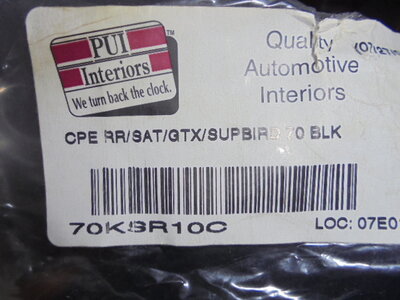 PUI
Interiors
We turn back the clock.
TM
Quality
Automotive
Interiors
CPE RR/SAT/GTX/SUPBIRD 70 BLK
70KSR10C
LOC: 07E01